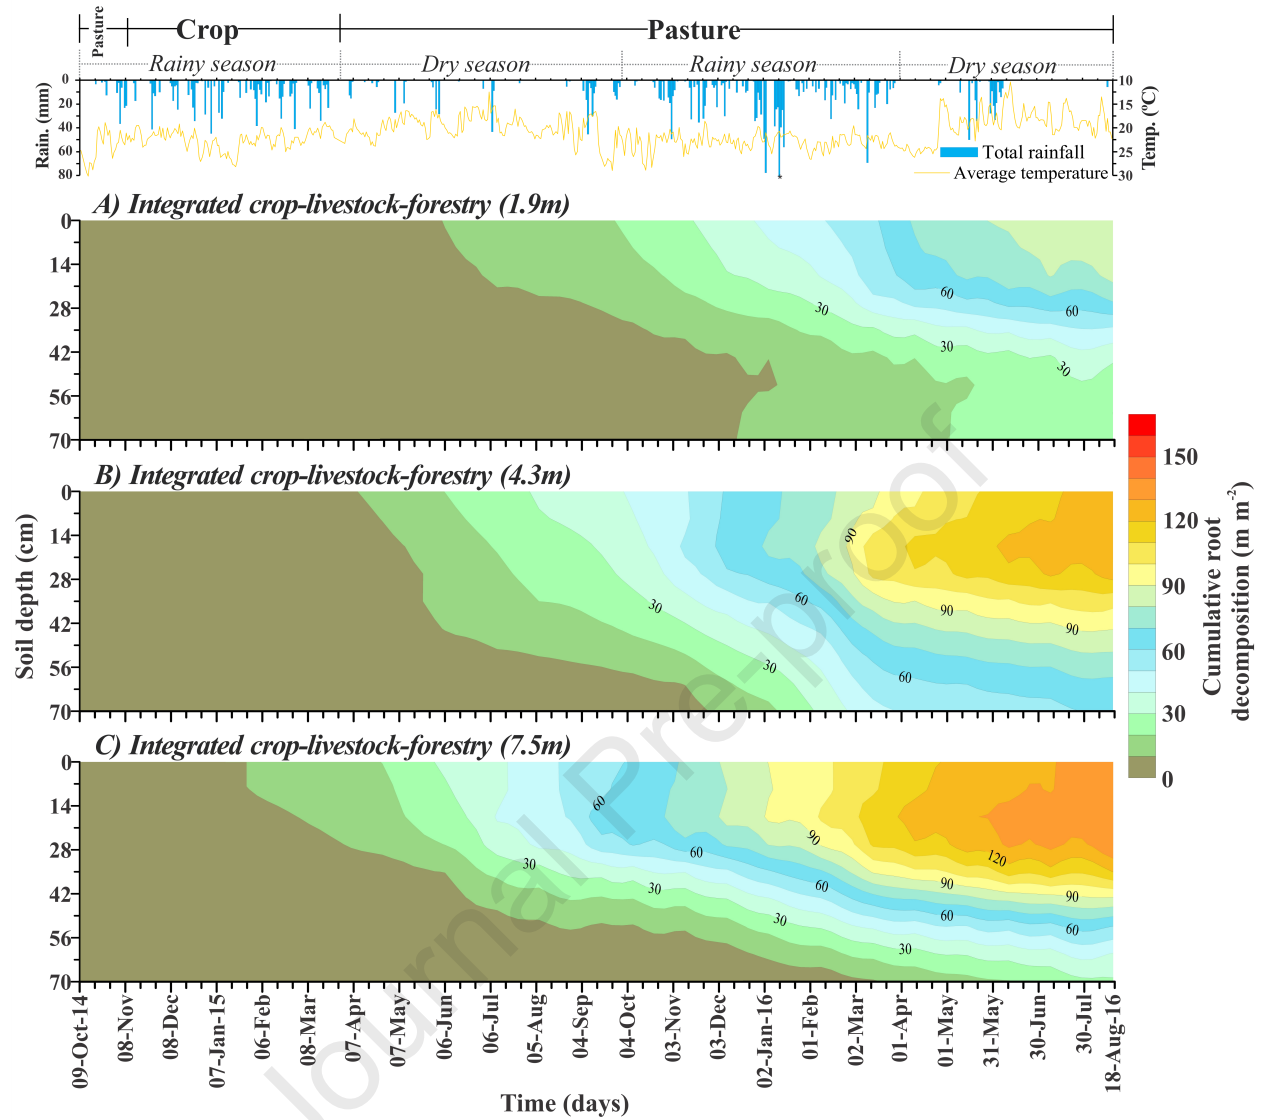 Pasture
Crop
Pasture
Rainy season
Dry season
Rainy season
Dry season
Rain. (mm)
0
20
40
60
80
10
15
20
25
30
Temp. (ºC)
Total rainfall
Average temperature
*
A) Integrated crop-livestock-forestry (1.9m)
0
14
28
42
56
70
30
60
60
30
30
B) Integrated crop-livestock-forestry (4.3m)
0
14
28
42
56
70
90
60
30
90
90
30
60
C) Integrated crop-livestock-forestry (7.5m)
0
14
28
42
56
70
60
90
60
120
30
60
90
90
30
60
60
30
30
Soil depth (cm)
150
120
90
60
30
0
Cumulative root
decomposition (m m-2)
09-Oct-14
08-Nov
08-Dec
07-Jan-15
06-Feb
08-Mar
07-Apr
07-May
06-Jun
06-Jul
05-Aug
04-Sep
04-Oct
03-Nov
03-Dec
02-Jan-16
01-Feb
02-Mar
01-Apr
01-May
31-May
30-Jun
30-Jul
18-Aug-16
Time (days)
Journal Pre-proof